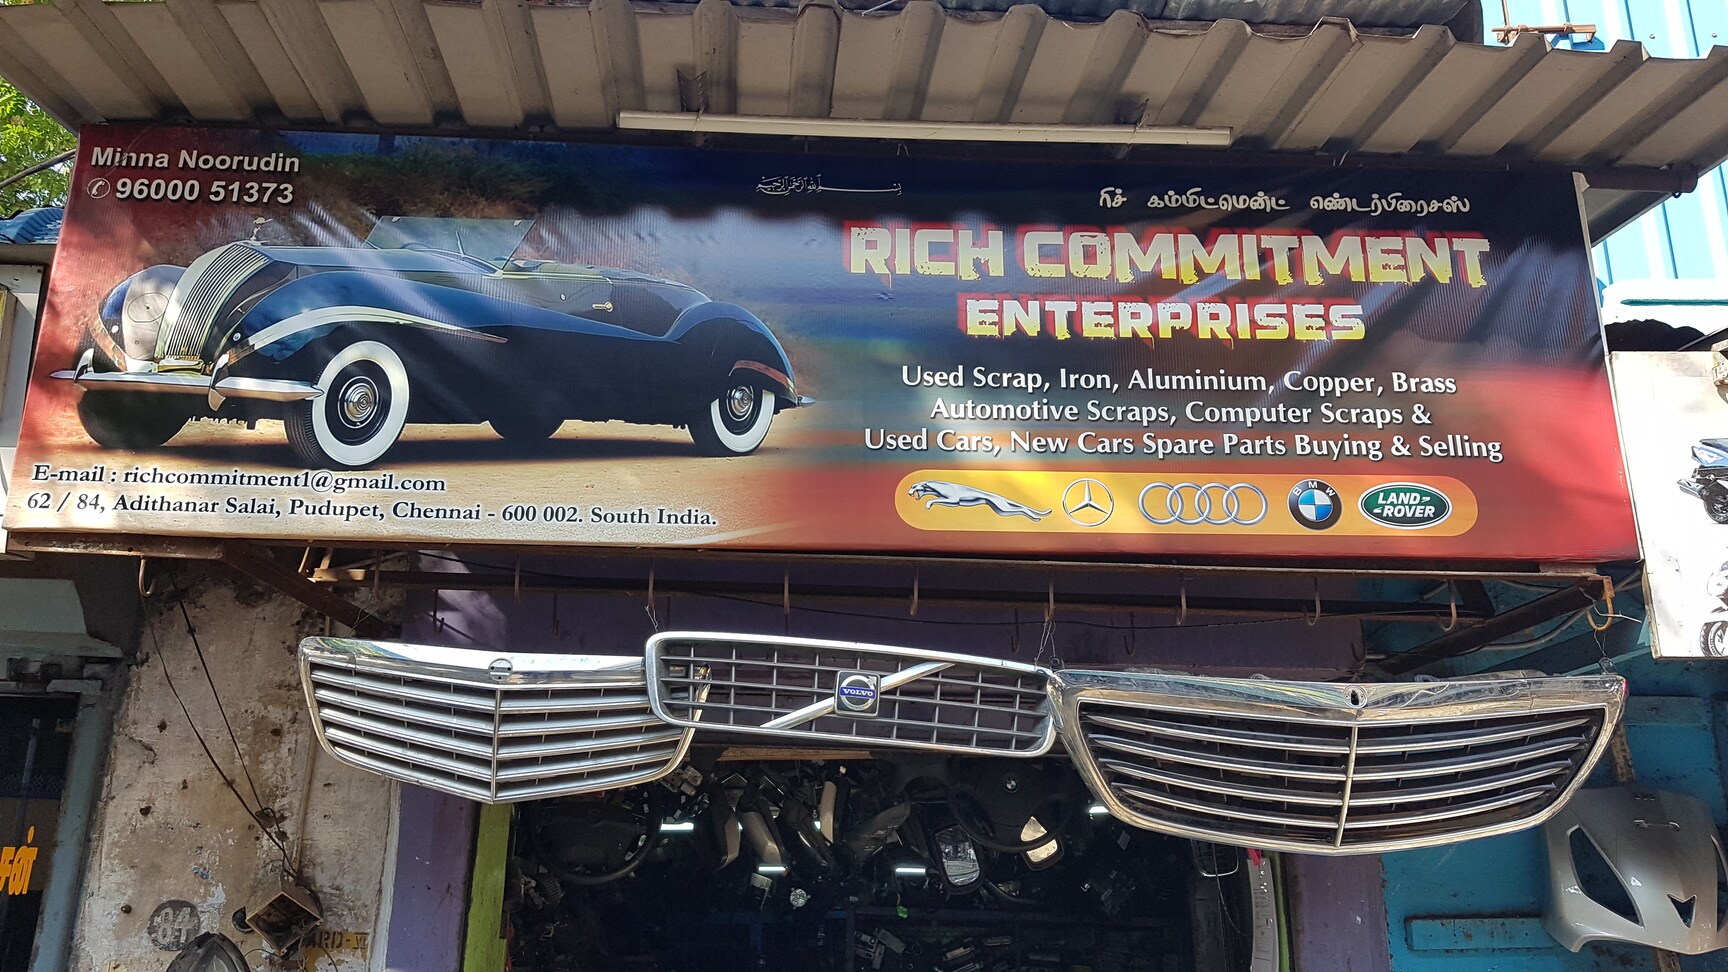 Minna Noorudin
✆ 96000 51373
ரிச் கம்மிட்மென்ட் எண்டர்பிரைசஸ்
RICH COMMITMENT
ENTERPRISES
Used Scrap, Iron, Aluminium, Copper, Brass
Automotive Scraps, Computer Scraps &
Used Cars, New Cars Spare Parts Buying & Selling
E-mail : richcommitment1@gmail.com
62 / 84, Adithanar Salai, Pudupet, Chennai - 600 002. South India.
BMW
LAND-
-ROVER
VOLVO
84